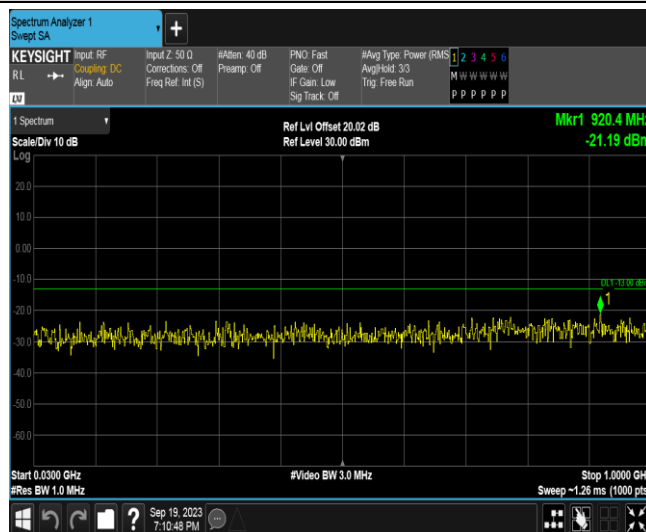 Spectrum Analyzer 1
Swept SA
+
KEYSIGHT
RL
LXI
Input: RF
Coupling: DC
Align: Auto
Input Z: 50 Ω
Corrections: Off
Freq Ref: Int (S)
#Atten: 40 dB
Preamp: Off
PNO: Fast
Gate: Off
IF Gain: Low
Sig Track: Off
#Avg Type: Power (RMS
Avg|Hold: 3/3
Trig: Free Run
1 2 3 4 5 6
M W W W W W
P P P P P P
1 Spectrum
Scale/Div 10 dB
Log
Ref Lvl Offset 20.02 dB
Ref Level 30.00 dBm
Mkr1 920.4 MHz
-21.19 dBm
20.0
10.0
0.00
-10.0
-20.0
-30.0
-40.0
-50.0
-60.0
DL1 -13.00 dBm
1
Start 0.0300 GHz
#Res BW 1.0 MHz
#Video BW 3.0 MHz
Stop 1.0000 GH
Sweep ~1.26 ms (1000 pts
?
Sep 19, 2023
7:10:48 PM